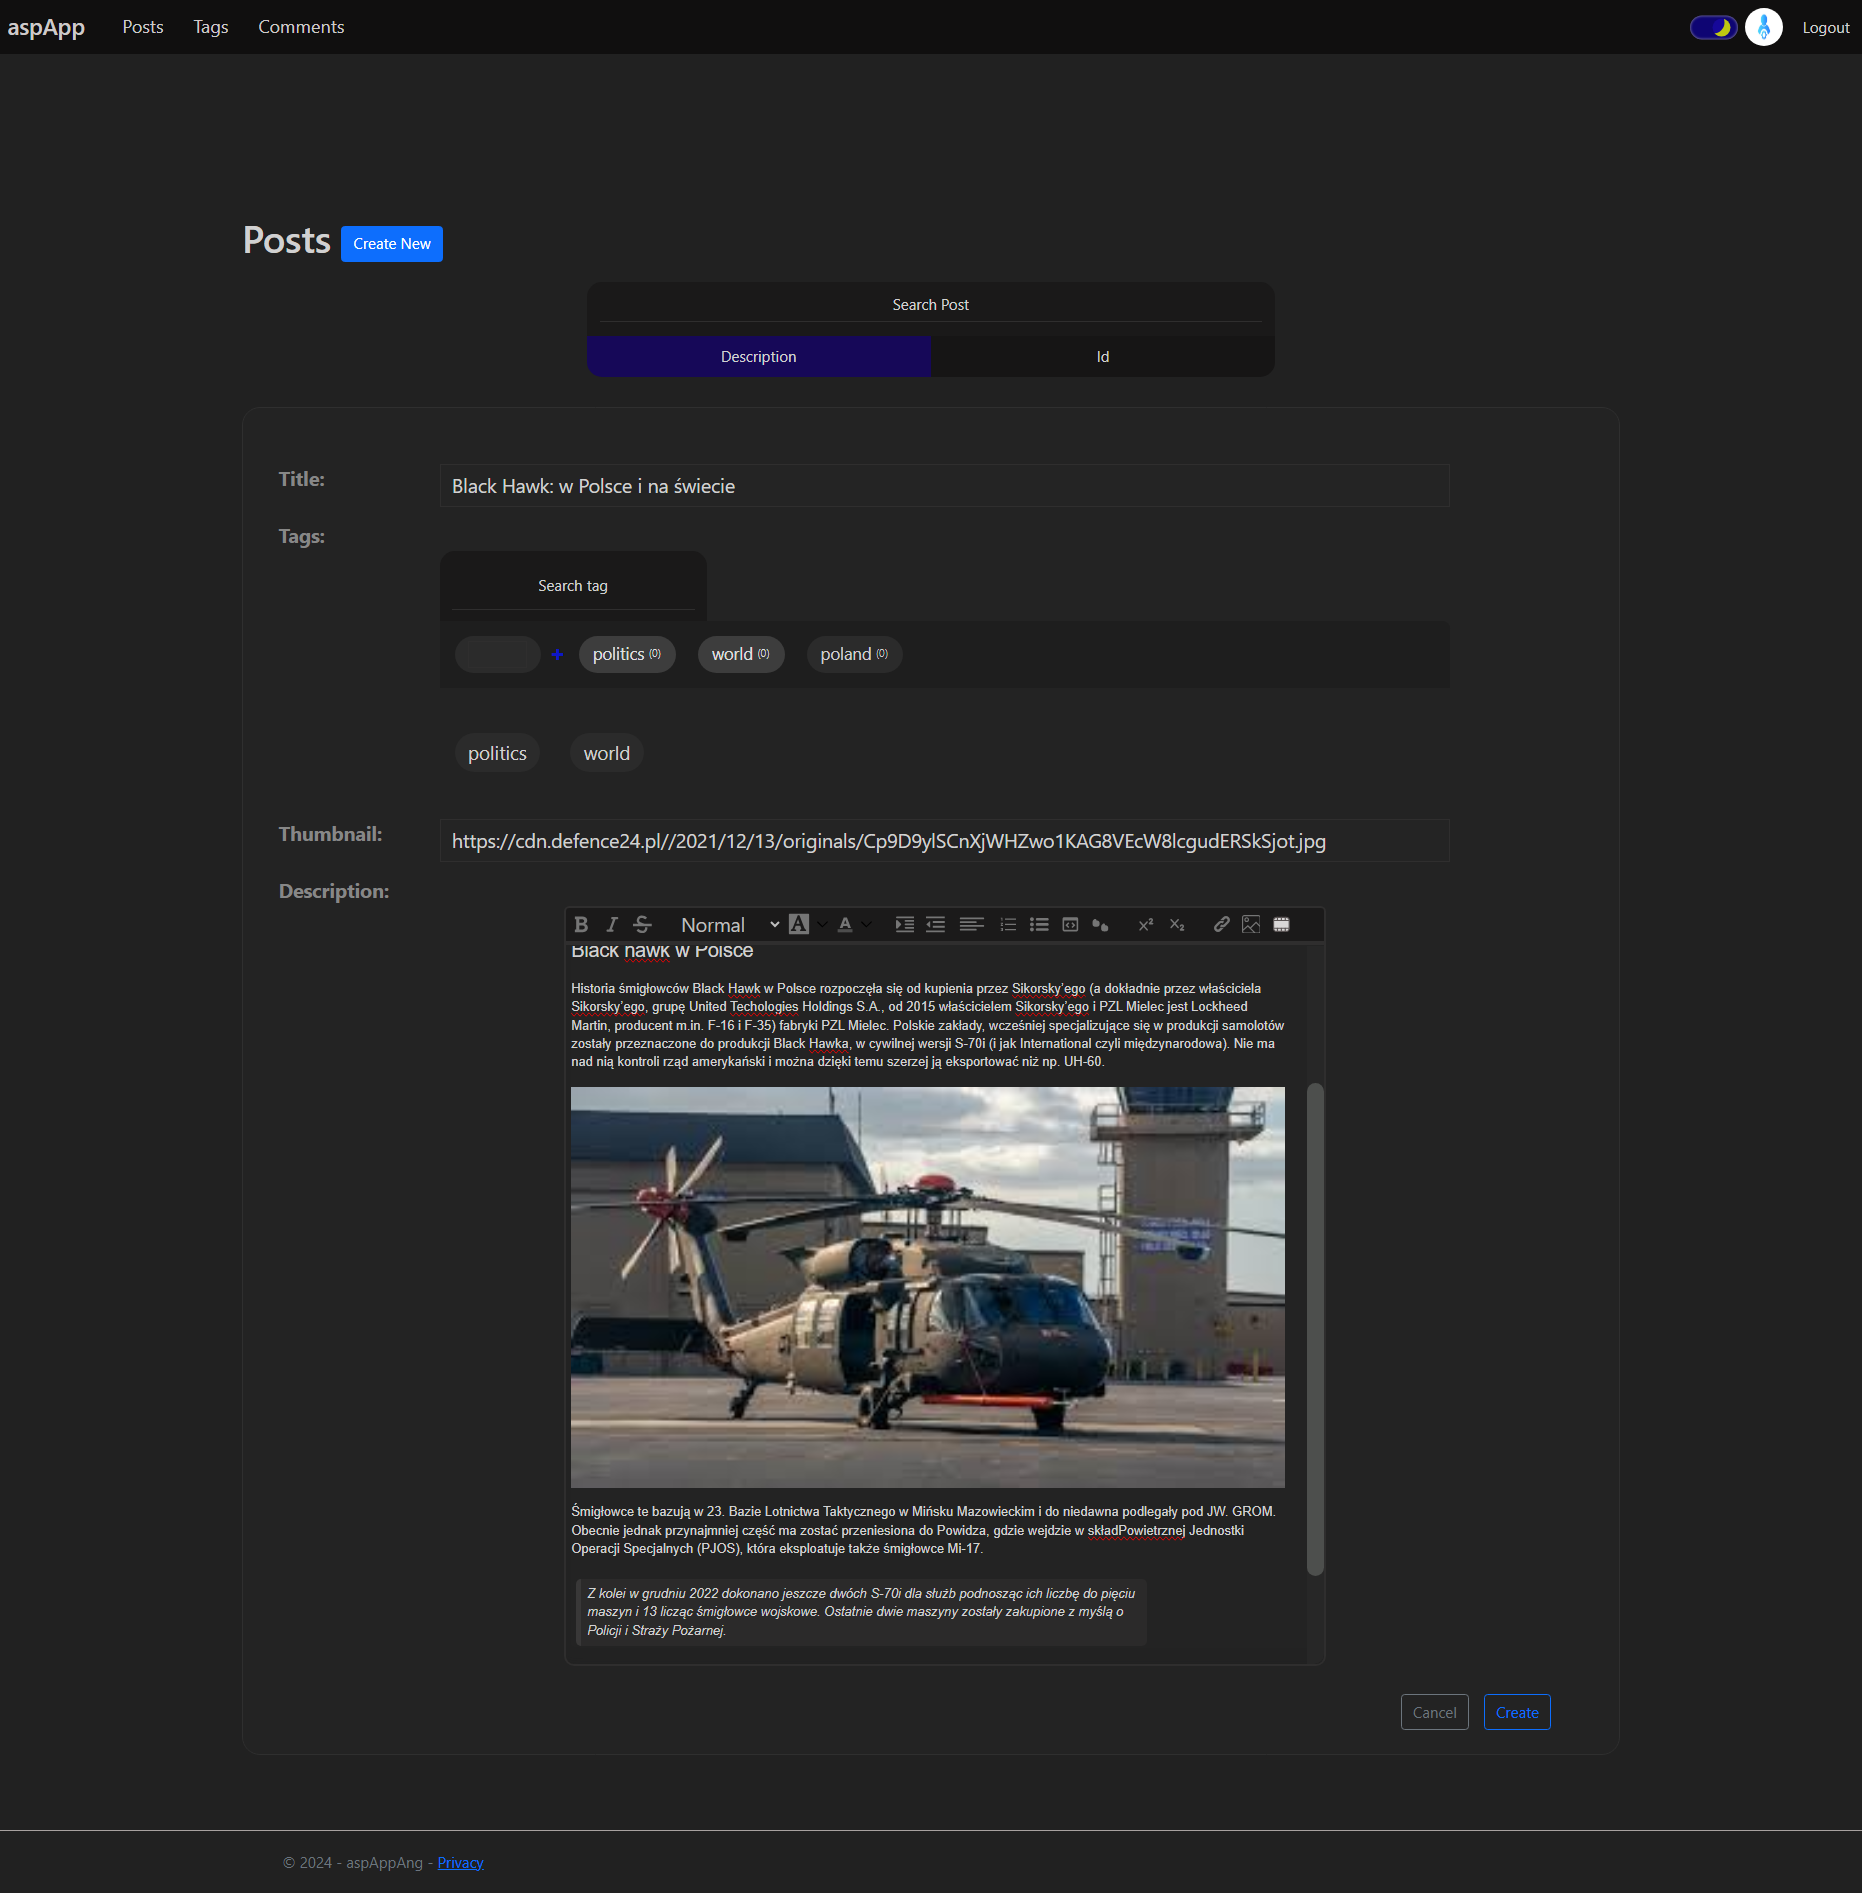 aspApp Posts Tags Comments Logout
Posts Create New
Search Post
Description Id
Title: Black Hawk: w Polsce i na świecie
Tags:
Search tag
politics (0) world (0) poland (0)
politics world
Thumbnail: https://cdn.defence24.pl//2021/12/13/originals/Cp9D9ylSCnXjWHZwo1KAG8VEcW8lcgudERSkSjot.jpg
Description:
Normal
Black hawk w Polsce
Historia śmigłowców Black Hawk w Polsce rozpoczęła się od kupienia przez Sikorsky'ego (a dokładnie przez właściciela
Sikorsky'ego, grupę United Techologies Holdings S.A., od 2015 właścicielem Sikorsky'ego i PZL Mielec jest Lockheed
Martin, producent m.in. F-16 i F-35) fabryki PZL Mielec. Polskie zakłady, wcześniej specjalizujące się w produkcji samolotów
zostały przeznaczone do produkcji Black Hawka, w cywilnej wersji S-70i (i jak International czyli międzynarodowa). Nie ma
nad nią kontroli rząd amerykański i można dzięki temu szerzej ją eksportować niż np. UH-60.
Śmigłowce te bazują w 23. Bazie Lotnictwa Taktycznego w Mińsku Mazowieckim i do niedawna podlegały pod JW. GROM.
Obecnie jednak przynajmniej część ma zostać przeniesiona do Powidza, gdzie wejdzie w składPowietrznej Jednostki
Operacji Specjalnych (PJOS), która eksploatuje także śmigłowce Mi-17.
Z kolei w grudniu 2022 dokonano jeszcze dwóch S-70i dla służb podnosząc ich liczbę do pięciu
maszyn i 13 licząc śmigłowce wojskowe. Ostatnie dwie maszyny zostały zakupione z myślą o
Policji i Straży Pożarnej.
Cancel Create
© 2024 - aspAppAng - Privacy